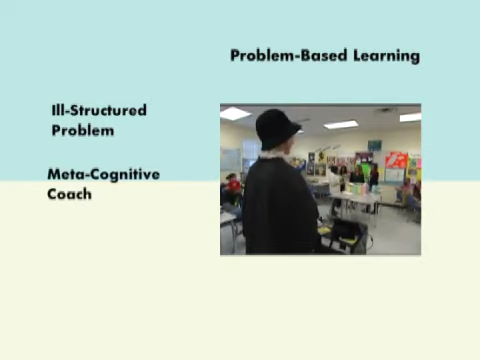 Problem-Based Learning
Ill-Structured
Problem
Meta-Cognitive
Coach